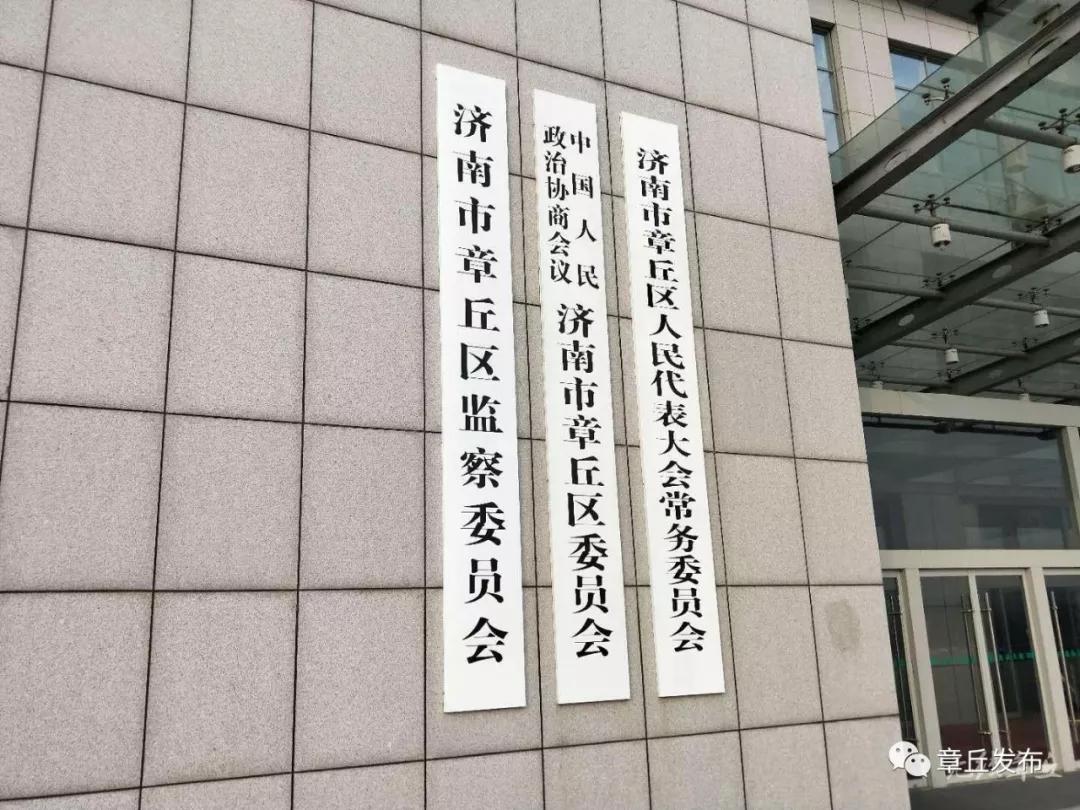 济南市章丘区监察委员会
中国人民
政治协商会议
济南市章丘区委员会
济南市章丘区人民代表大会常务委员会
章丘发布